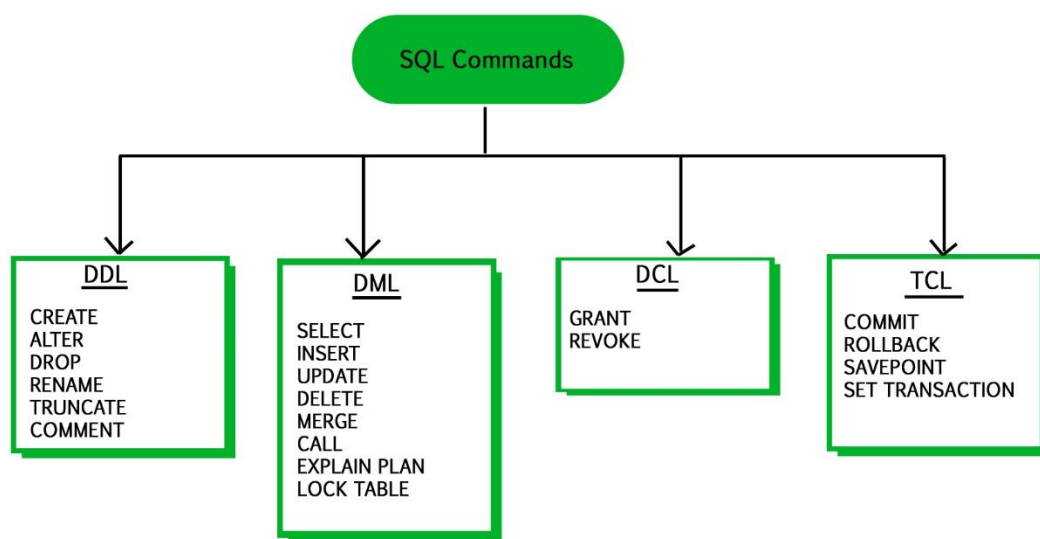 SQL Commands
DDL
CREATE
ALTER
DROP
RENAME
TRUNCATE
COMMENT
DML
SELECT
INSERT
UPDATE
DELETE
MERGE
CALL
EXPLAIN PLAN
LOCK TABLE
DCL
GRANT
REVOKE
TCL
COMMIT
ROLLBACK
SAVEPOINT
SET TRANSACTION